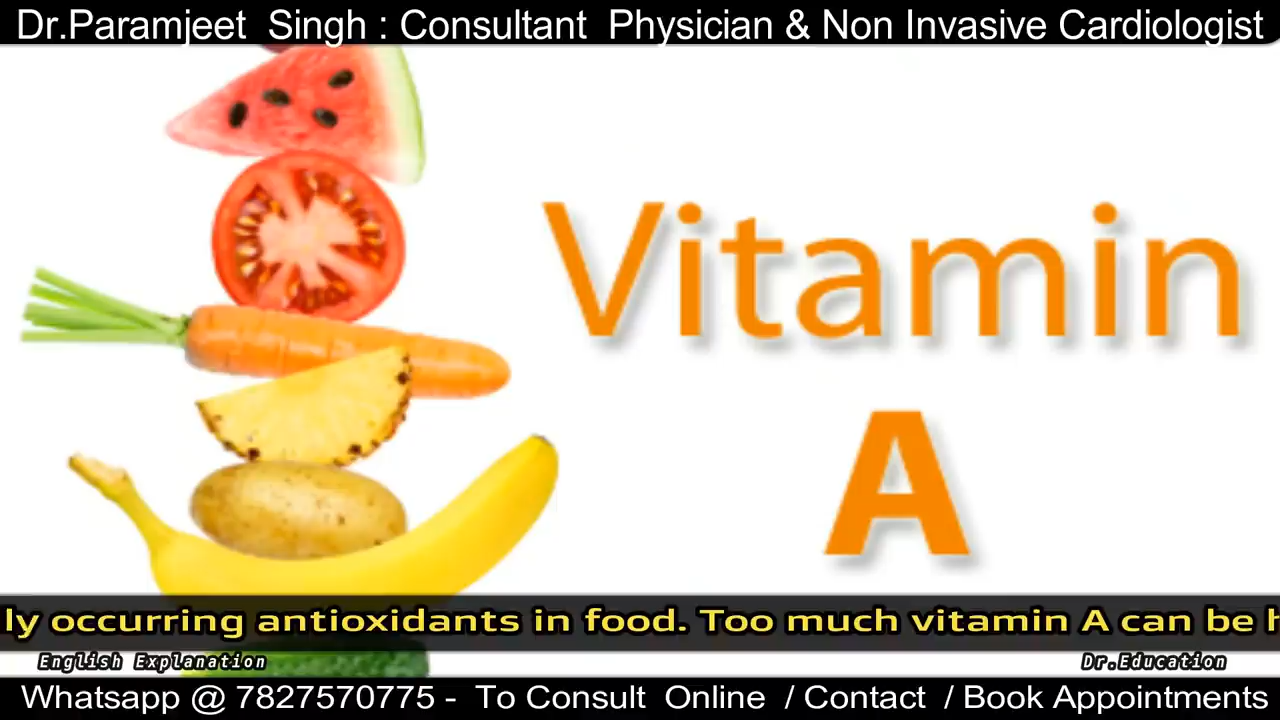 Dr.Paramjeet Singh : Consultant Physician & Non Invasive Cardiologist
Vitamin
A
ly occurring antioxidants in food. Too much vitamin A can be
English Explanation
Dr.Education
Whatsapp @ 7827570775 - To Consult Online / Contact / Book Appointments